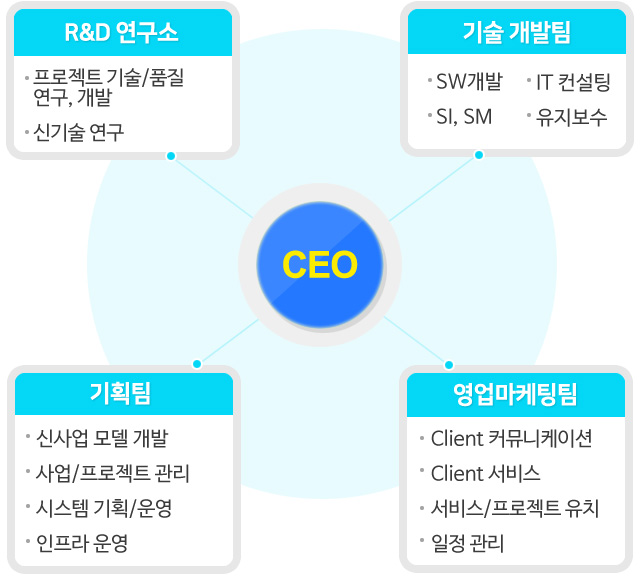 R&D 연구소
· 프로젝트 기술/품질
연구, 개발
· 신기술 연구
기술 개발팀
· SW개발 · IT 컨설팅
· SI, SM · 유지보수
CEO
기획팀
· 신사업 모델 개발
· 사업/프로젝트 관리
· 시스템 기획/운영
· 인프라 운영
영업마케팅팀
· Client 커뮤니케이션
· Client 서비스
· 서비스/프로젝트 유치
· 일정 관리